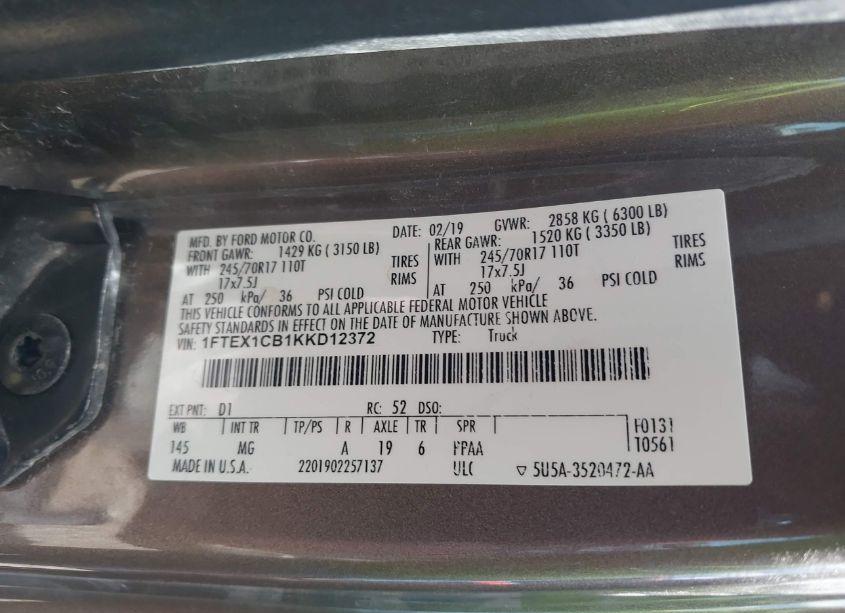 MFD. BY FORD MOTOR CO. DATE: 02/19 GVWR: 2858 KG ( 6300 LB)
FRONT GAWR: 1429 KG ( 3150 LB) REAR GAWR: 1520 KG ( 3350 LB)
WITH 245/70R17 110T TIRES WITH 245/70R17 110T TIRES
17x7.5J RIMS 17x7.5J RIMS
AT 250 kPa/ 36 PSI COLD AT 250 kPa/ 36 PSI COLD
THIS VEHICLE CONFORMS TO ALL APPLICABLE FEDERAL MOTOR VEHICLE
SAFETY STANDARDS IN EFFECT ON THE DATE OF MANUFACTURE SHOWN ABOVE.
VIN: 1FTEX1CB1KKD12372 TYPE: Truck
EXT PNT: D1 RC: 52 DSO:
WB INT TR TP/PS R AXLE TR SPR F0131
145 MG A 19 6 FPAA T0561
MADE IN U.S.A. 2201902257137 ULC ▽ 5U5A-3520472-AA